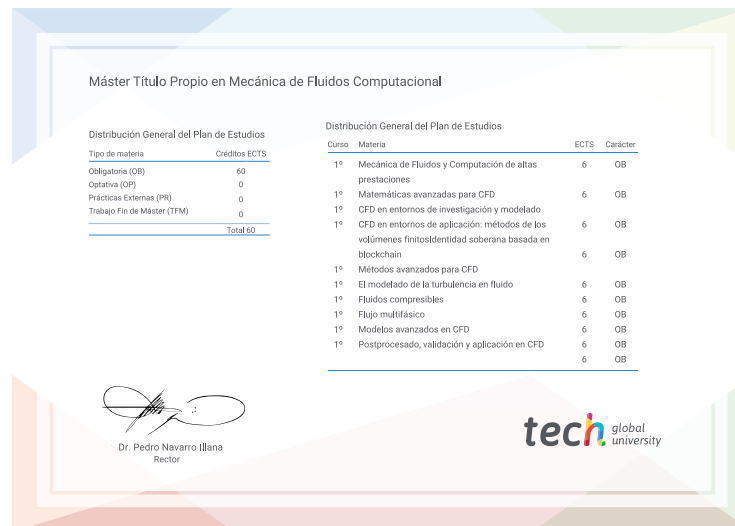 Máster Título Propio en Mecánica de Fluidos Computacional
Distribución General del Plan de Estudios
Tipo de materia Créditos ECTS
Obligatoria (OB) 60
Optativa (OP) 0
Prácticas Externas (PR) 0
Trabajo Fin de Máster (TFM) 0
Total 60
Distribución General del Plan de Estudios
Curso Materia ECTS Carácter
1º Mecánica de Fluidos y Computación de altas 6 OB
prestaciones
1º Matemáticas avanzadas para CFD 6 OB
1º CFD en entornos de investigación y modelado
1º CFD en entornos de aplicación: métodos de los 6 OB
volúmenes finitosIdentidad soberana basada en
blockchain 6 OB
1º Métodos avanzados para CFD
1º El modelado de la turbulencia en fluido 6 OB
1º Fluidos compresibles 6 OB
1º Flujo multifásico 6 OB
1º Modelos avanzados en CFD 6 OB
1º Postprocesado, validación y aplicación en CFD 6 OB
6 OB
Dr. Pedro Navarro Illana
Rector
tech global
university